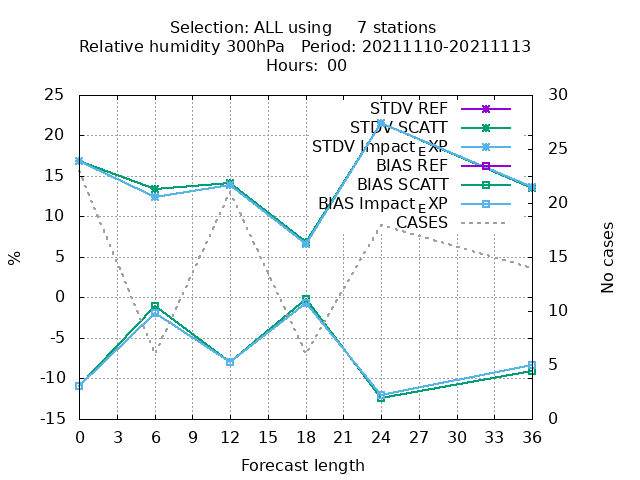 Selection: ALL using 7 stations
Relative humidity 300hPa Period: 20211110-20211113
Hours: 00
25
20
15
10
5
0
-5
-10
-15
%
30
25
20
15
10
5
0
No cases
STDV REF
STDV SCATT
STDV Impact_EXP
BIAS REF
BIAS SCATT
BIAS Impact_EXP
CASES
0 3 6 9 12 15 18 21 24 27 30 33 36
Forecast length